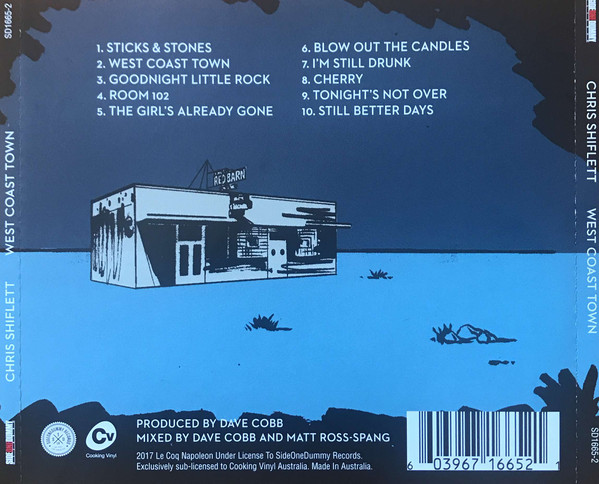 SD1665-2
1. STICKS & STONES
2. WEST COAST TOWN
3. GOODNIGHT LITTLE ROCK
4. ROOM 102
5. THE GIRL'S ALREADY GONE
6. BLOW OUT THE CANDLES
7. I'M STILL DRUNK
8. CHERRY
9. TONIGHT'S NOT OVER
10. STILL BETTER DAYS
RED BARN
CHRIS SHIFLETT WEST COAST TOWN
CHRIS SHIFLETT WEST COAST TOWN
SD1665-2
PRODUCED BY DAVE COBB
MIXED BY DAVE COBB AND MATT ROSS-SPANG
Cv
Cooking Vinyl
2017 Le Coq Napoleon Under License To SideOneDummy Records.
Exclusively sub-licensed to Cooking Vinyl Australia. Made In Australia.
6 03967 16652 1